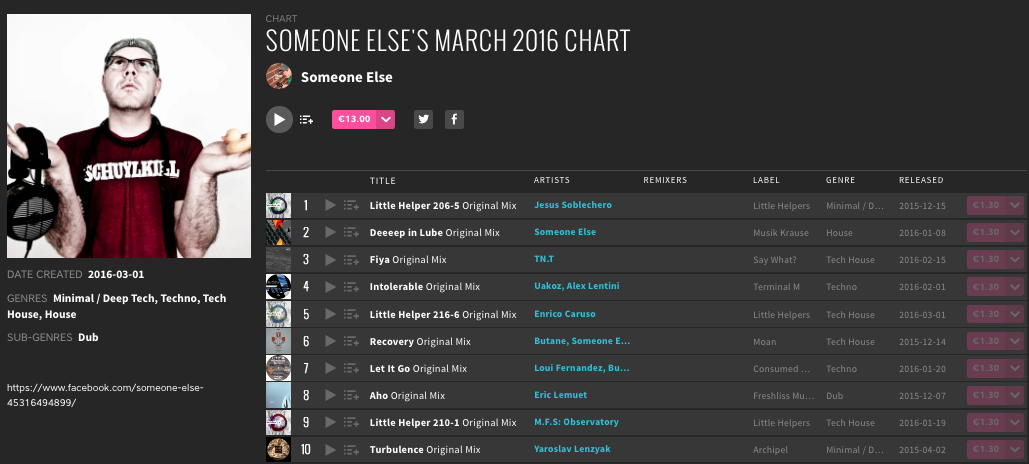 CHART
SOMEONE ELSE'S MARCH 2016 CHART
Someone Else
€13.00
SCHUYLKILL
DATE CREATED 2016-03-01
GENRES Minimal / Deep Tech, Techno, Tech
House, House
SUB-GENRES Dub
https://www.facebook.com/someone-else-
45316494899/
TITLE ARTISTS REMIXERS LABEL GENRE RELEASED
1 Little Helper 206-5 Original Mix Jesus Soblechero Little Helpers Minimal / D... 2015-12-15 €1.30
2 Deeeep in Lube Original Mix Someone Else Musik Krause House 2016-01-08 €1.30
3 Fiya Original Mix TN.T Say What? Tech House 2016-02-15 €1.30
4 Intolerable Original Mix Uakoz, Alex Lentini Terminal M Techno 2016-02-01 €1.30
5 Little Helper 216-6 Original Mix Enrico Caruso Little Helpers Tech House 2016-03-01 €1.30
6 Recovery Original Mix Butane, Someone E... Moan Tech House 2015-12-14 €1.30
7 Let It Go Original Mix Loui Fernandez, Bu... Consumed ... Techno 2016-01-20 €1.30
8 Aho Original Mix Eric Lemuet Freshliss Mu... Dub 2015-12-07 €1.30
9 Little Helper 210-1 Original Mix M.F.S: Observatory Little Helpers Tech House 2016-01-19 €1.30
10 Turbulence Original Mix Yaroslav Lenzyak Archipel Minimal / D... 2015-04-02 €1.30